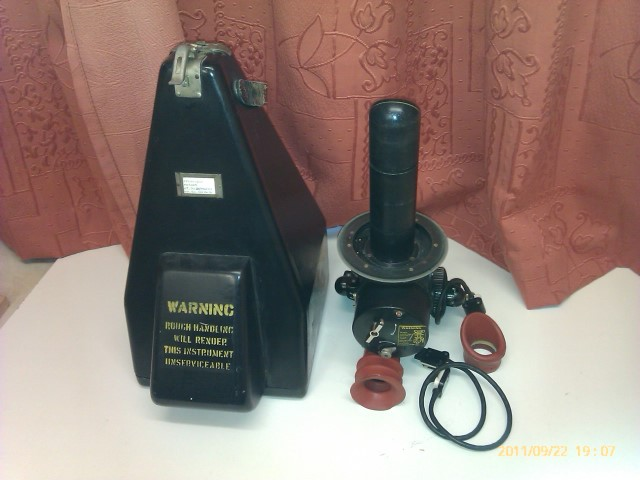 WARNING
ROUGH HANDLING
WILL RENDER
THIS INSTRUMENT
UNSERVICEABLE
2011/09/22 19:07